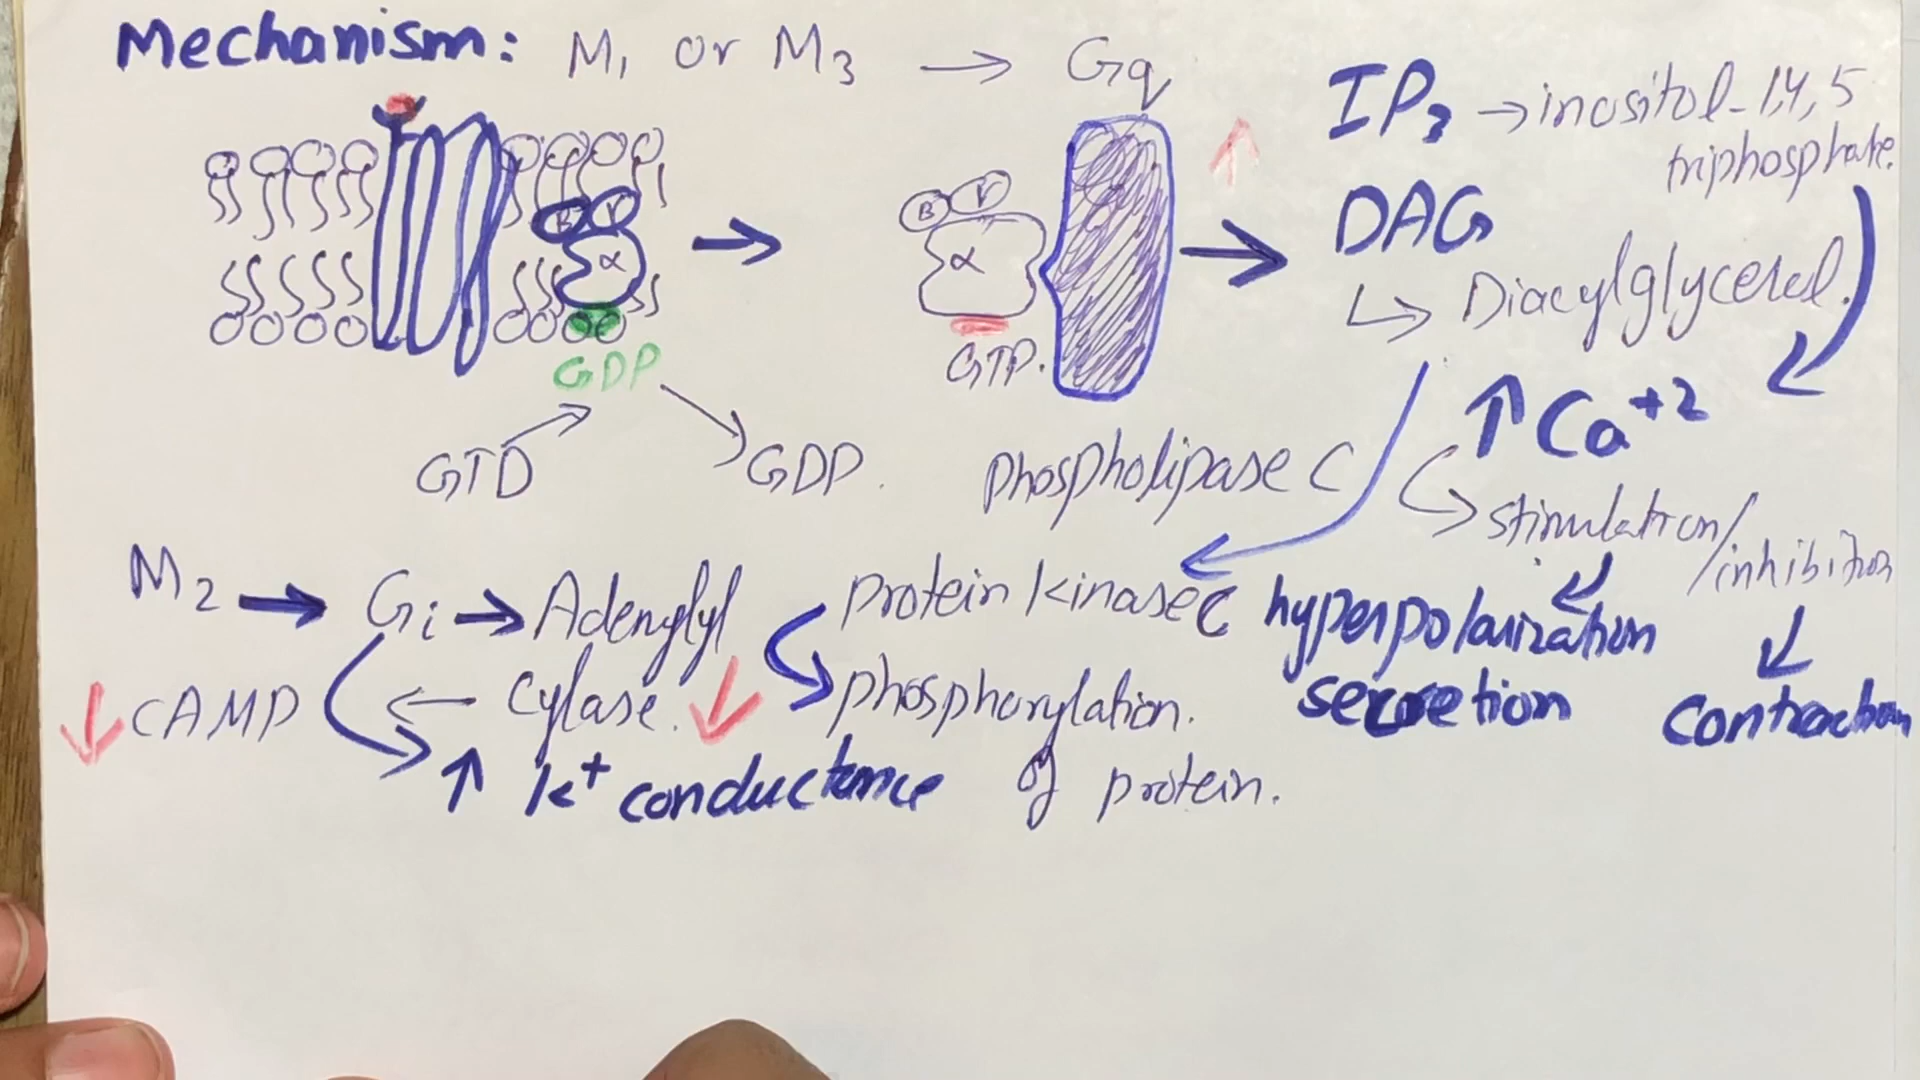 Mechanism: M1 or M3 → Gq
IP3 → inositol-1,4,5
triphosphate.
DAG
↳ Diacylglycerol.
B γ
α
GDP
GTD GDP.
B γ
α
GTP.
Phospholipase C
↑ Ca+2
↳ stimulation/inhibition
hyperpolarization
secretion
contraction
protein kinase C
phosphorylation.
of protein.
M2 → Gi → Adenylyl
cylase. ↓
↓ cAMP ←
↑ K+ conductance